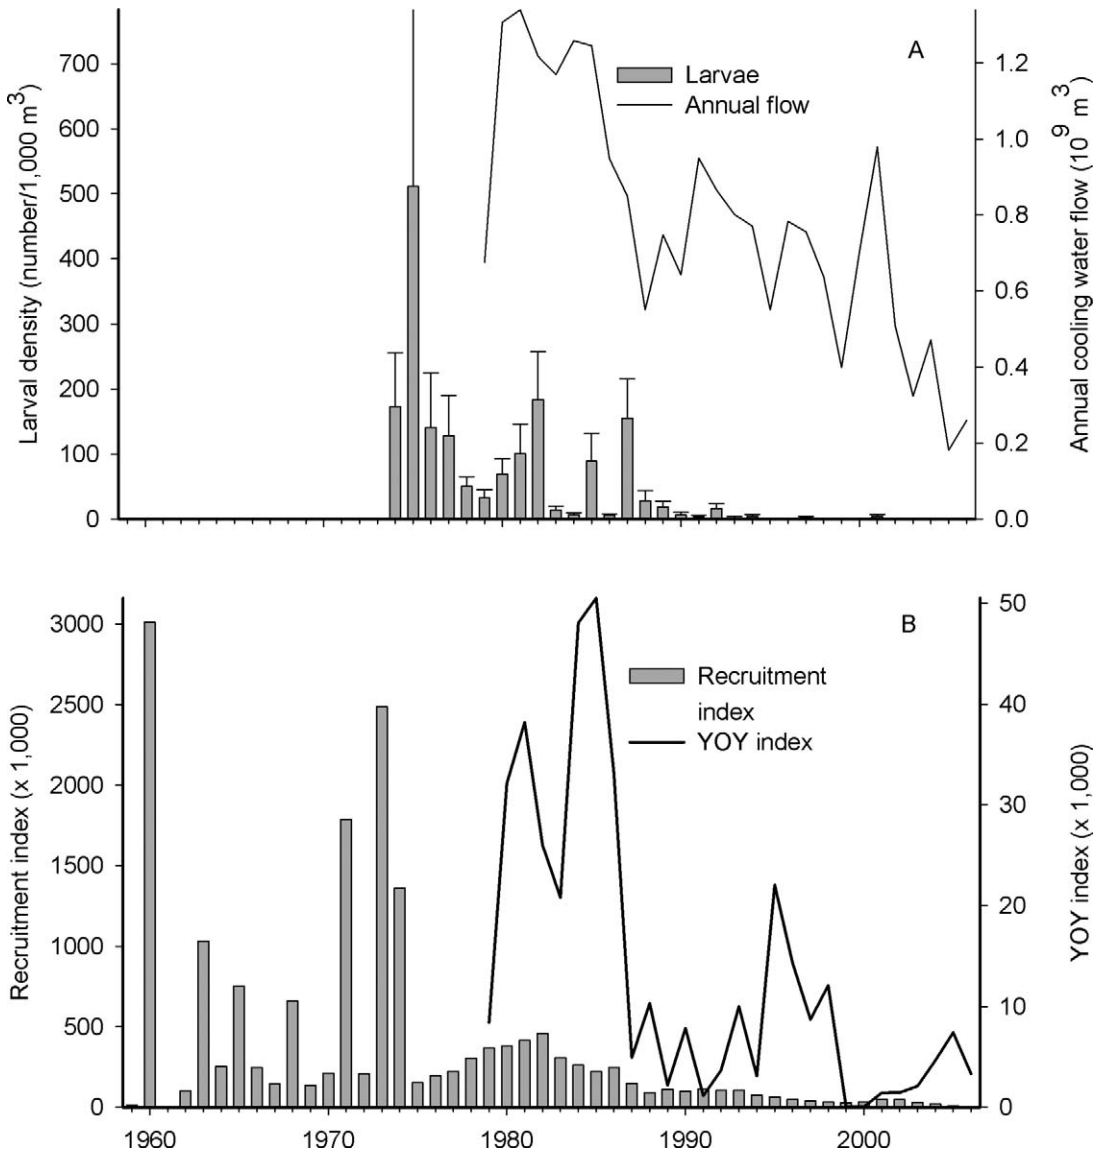 A
Larvae
Annual flow
Larval density (number/1,000 m³)
700
600
500
400
300
200
100
0
Annual cooling water flow (10⁹ m³)
1.2
1.0
0.8
0.6
0.4
0.2
0.0
B
Recruitment
index
YOY index
Recruitment index (x 1,000)
3000
2500
2000
1500
1000
500
0
YOY index (x 1,000)
50
40
30
20
10
0
1960 1970 1980 1990 2000